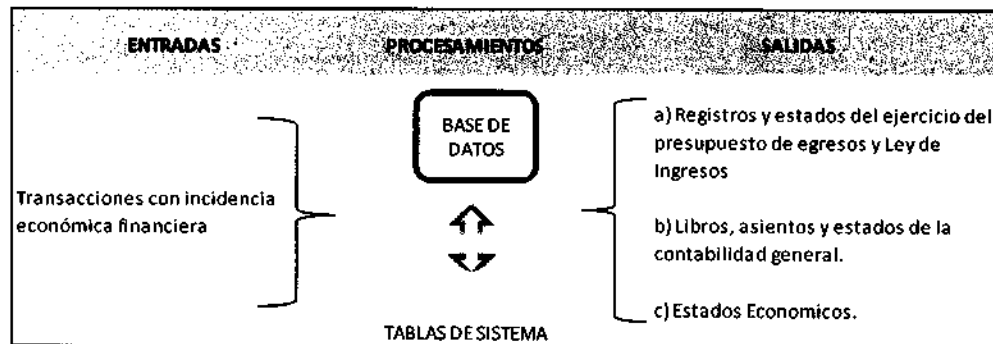 ENTRADAS
PROCESAMIENTOS
SALIDAS
Transacciones con incidencia
económica financiera
BASE DE
DATOS
TABLAS DE SISTEMA
a) Registros y estados del ejercicio del
presupuesto de egresos y Ley de
Ingresos
b) Libros, asientos y estados de la
contabilidad general.
c) Estados Economicos.